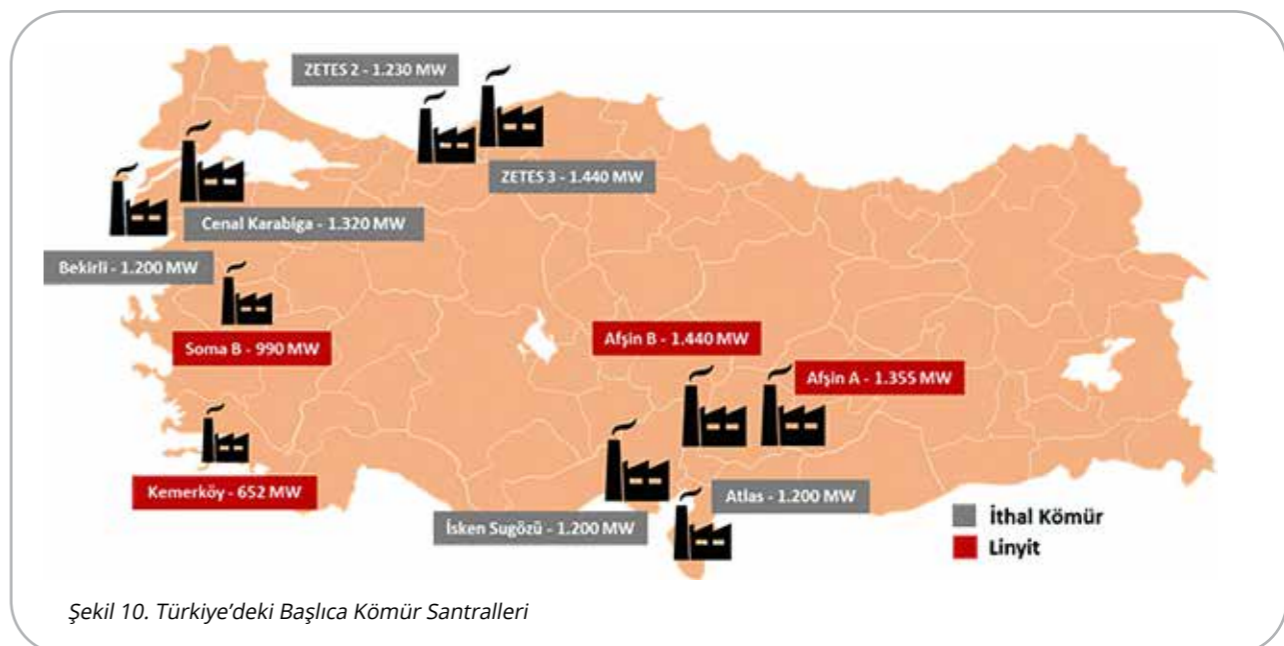 ZETES 2 - 1.230 MW
ZETES 3 - 1.440 MW
Cenal Karabiga - 1.320 MW
Bekirli - 1.200 MW
Soma B - 990 MW
Afşin B - 1.440 MW
Afşin A - 1.355 MW
Kemerköy - 652 MW
Atlas - 1.200 MW
İsken Sugözü - 1.200 MW
İthal Kömür
Linyit
Şekil 10. Türkiye'deki Başlıca Kömür Santralleri